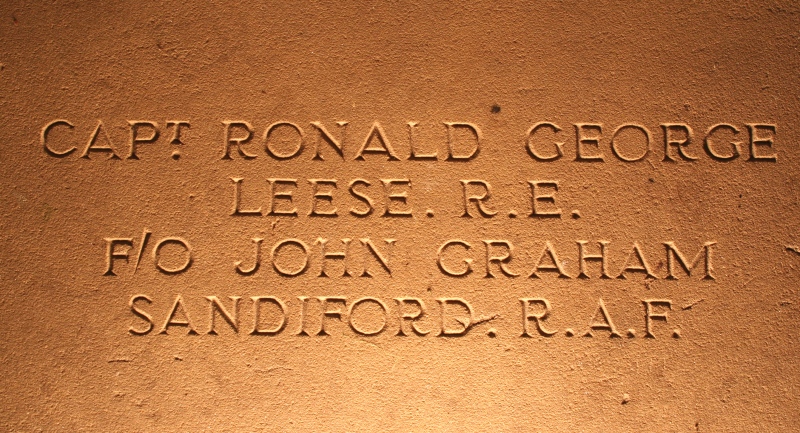 CAPT. RONALD GEORGE
LEESE. R.E.
F/O JOHN GRAHAM
SANDIFORD. R.A.F.